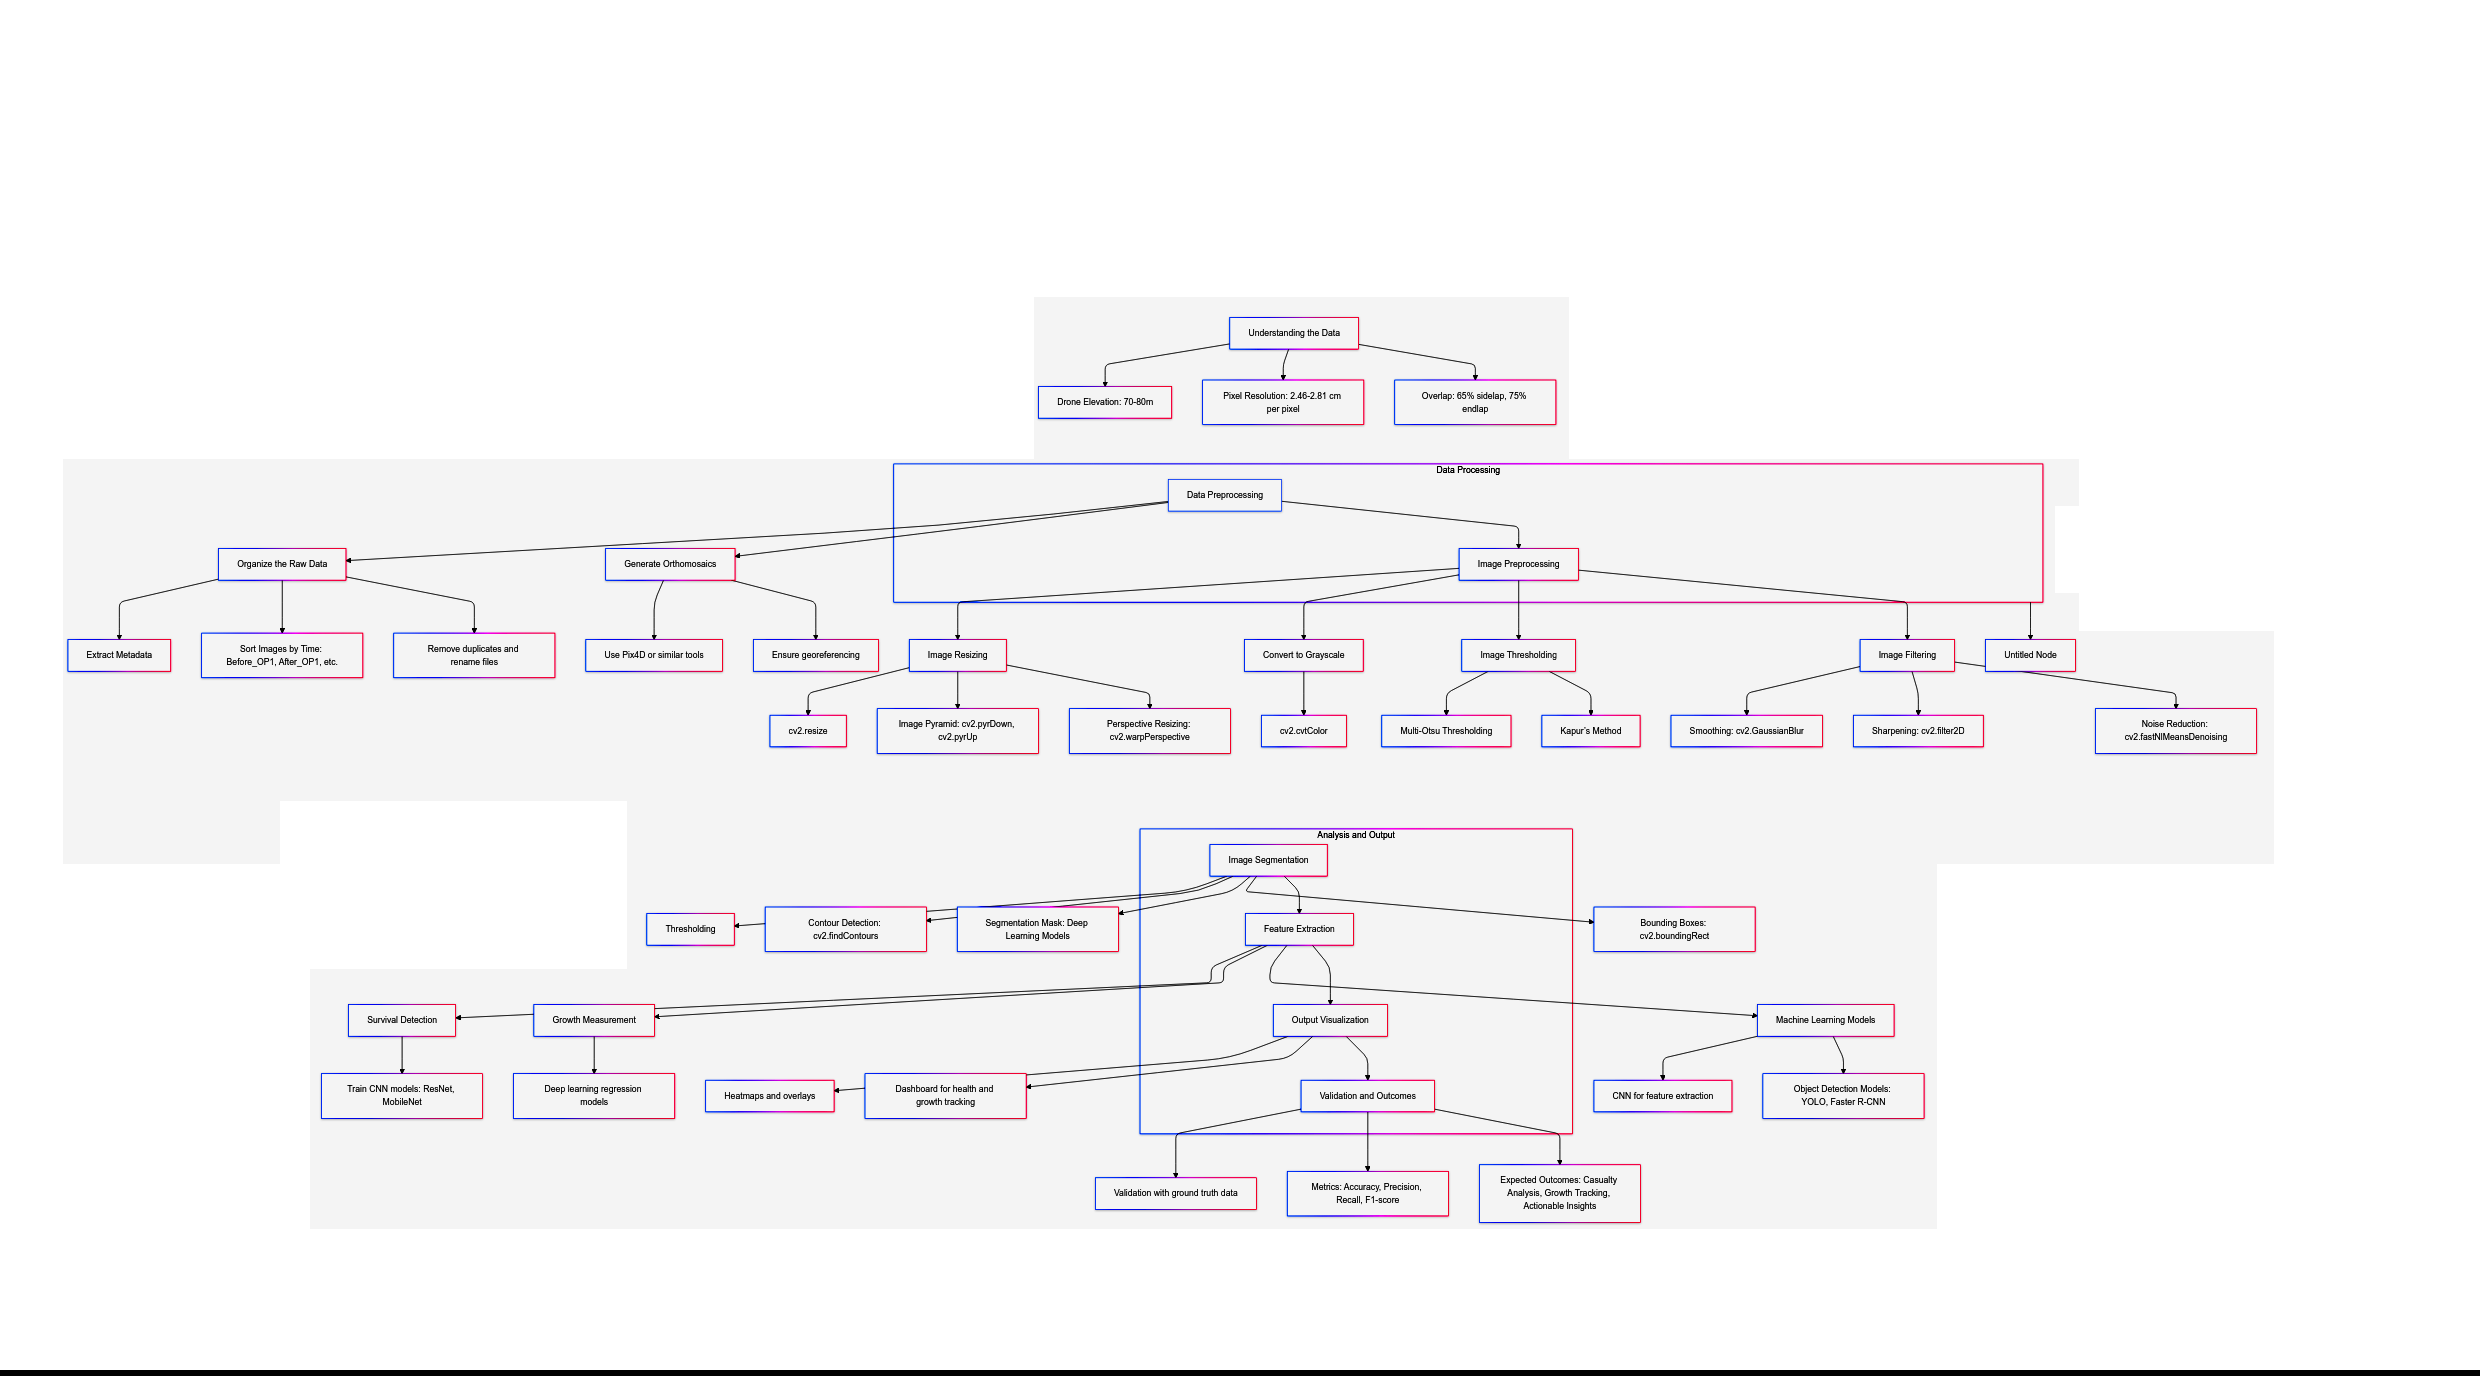 Understanding the Data
Drone Elevation: 70-80m
Pixel Resolution: 2.46-2.81 cm
per pixel
Overlap: 65% sidelap, 75%
endlap
Data Processing
Data Preprocessing
Organize the Raw Data
Generate Orthomosaics
Image Preprocessing
Extract Metadata
Sort Images by Time:
Before_OP1, After_OP1, etc.
Remove duplicates and
rename files
Use Pix4D or similar tools
Ensure georeferencing
Image Resizing
Convert to Grayscale
Image Thresholding
Image Filtering
Untitled Node
cv2.resize
Image Pyramid: cv2.pyrDown,
cv2.pyrUp
Perspective Resizing:
cv2.warpPerspective
cv2.cvtColor
Multi-Otsu Thresholding
Kapur's Method
Smoothing: cv2.GaussianBlur
Sharpening: cv2.filter2D
Noise Reduction:
cv2.fastNlMeansDenoising
Analysis and Output
Image Segmentation
Thresholding
Contour Detection:
cv2.findContours
Segmentation Mask: Deep
Learning Models
Feature Extraction
Bounding Boxes:
cv2.boundingRect
Survival Detection
Growth Measurement
Output Visualization
Machine Learning Models
Train CNN models: ResNet,
MobileNet
Deep learning regression
models
Heatmaps and overlays
Dashboard for health and
growth tracking
Validation and Outcomes
CNN for feature extraction
Object Detection Models:
YOLO, Faster R-CNN
Validation with ground truth data
Metrics: Accuracy, Precision,
Recall, F1-score
Expected Outcomes: Casualty
Analysis, Growth Tracking,
Actionable Insights